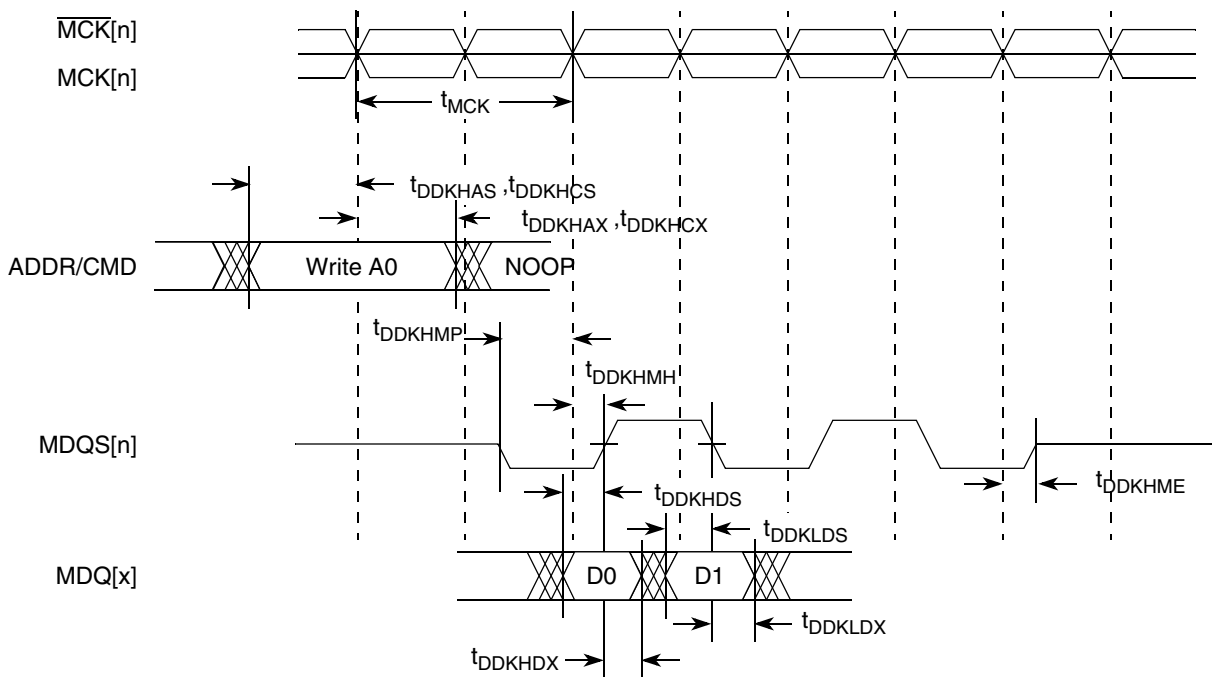 M̅C̅K̅[n]
MCK[n]
tMCK
tDDKHAS ,tDDKHCS
tDDKHAX ,tDDKHCX
ADDR/CMD
Write A0
NOOP
tDDKHMP
tDDKHMH
MDQS[n]
tDDKHDS
tDDKHME
tDDKLDS
MDQ[x]
D0
D1
tDDKLDX
tDDKHDX